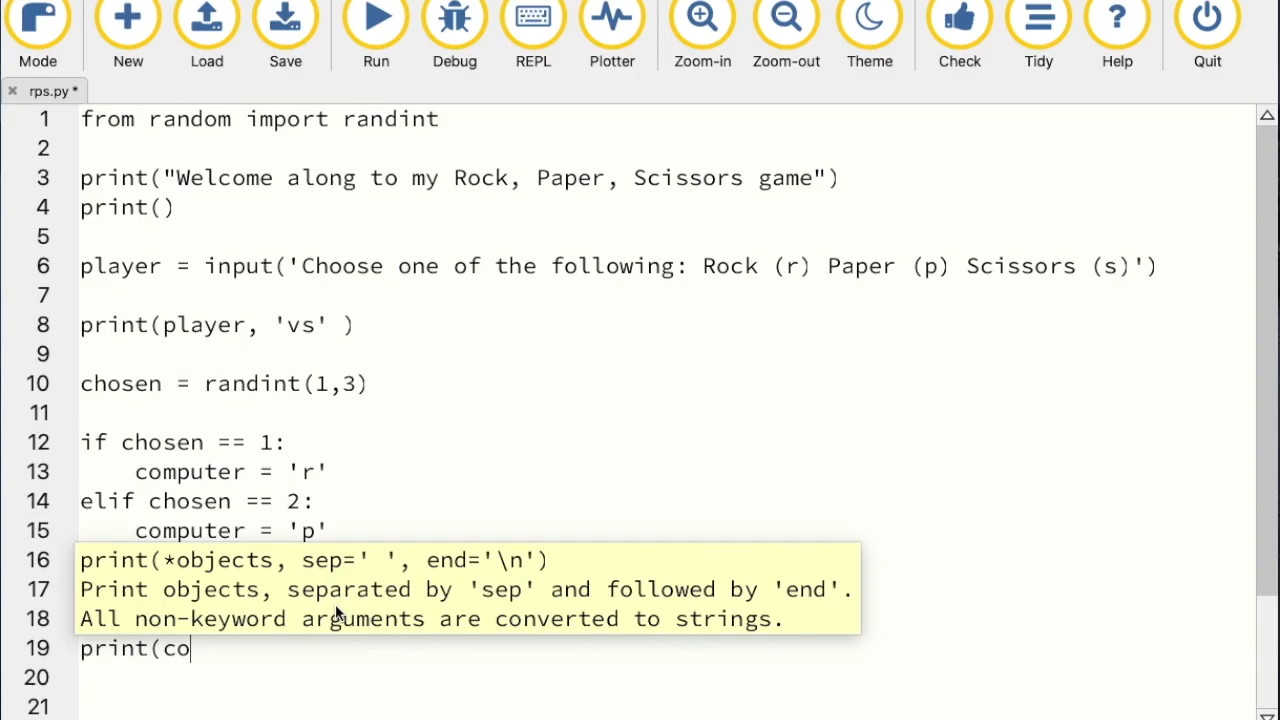 Mode New Load Save Run Debug REPL Plotter Zoom-in Zoom-out Theme Check Tidy Help Quit
rps.py *
1 from random import randint
2
3 print("Welcome along to my Rock, Paper, Scissors game")
4 print()
5
6 player = input('Choose one of the following: Rock (r) Paper (p) Scissors (s)')
7
8 print(player, 'vs' )
9
10 chosen = randint(1,3)
11
12 if chosen == 1:
13     computer = 'r'
14 elif chosen == 2:
15     computer = 'p'
16 print(*objects, sep=' ', end='\n')
17 Print objects, separated by 'sep' and followed by 'end'.
18 All non-keyword arguments are converted to strings.
19 print(co
20
21